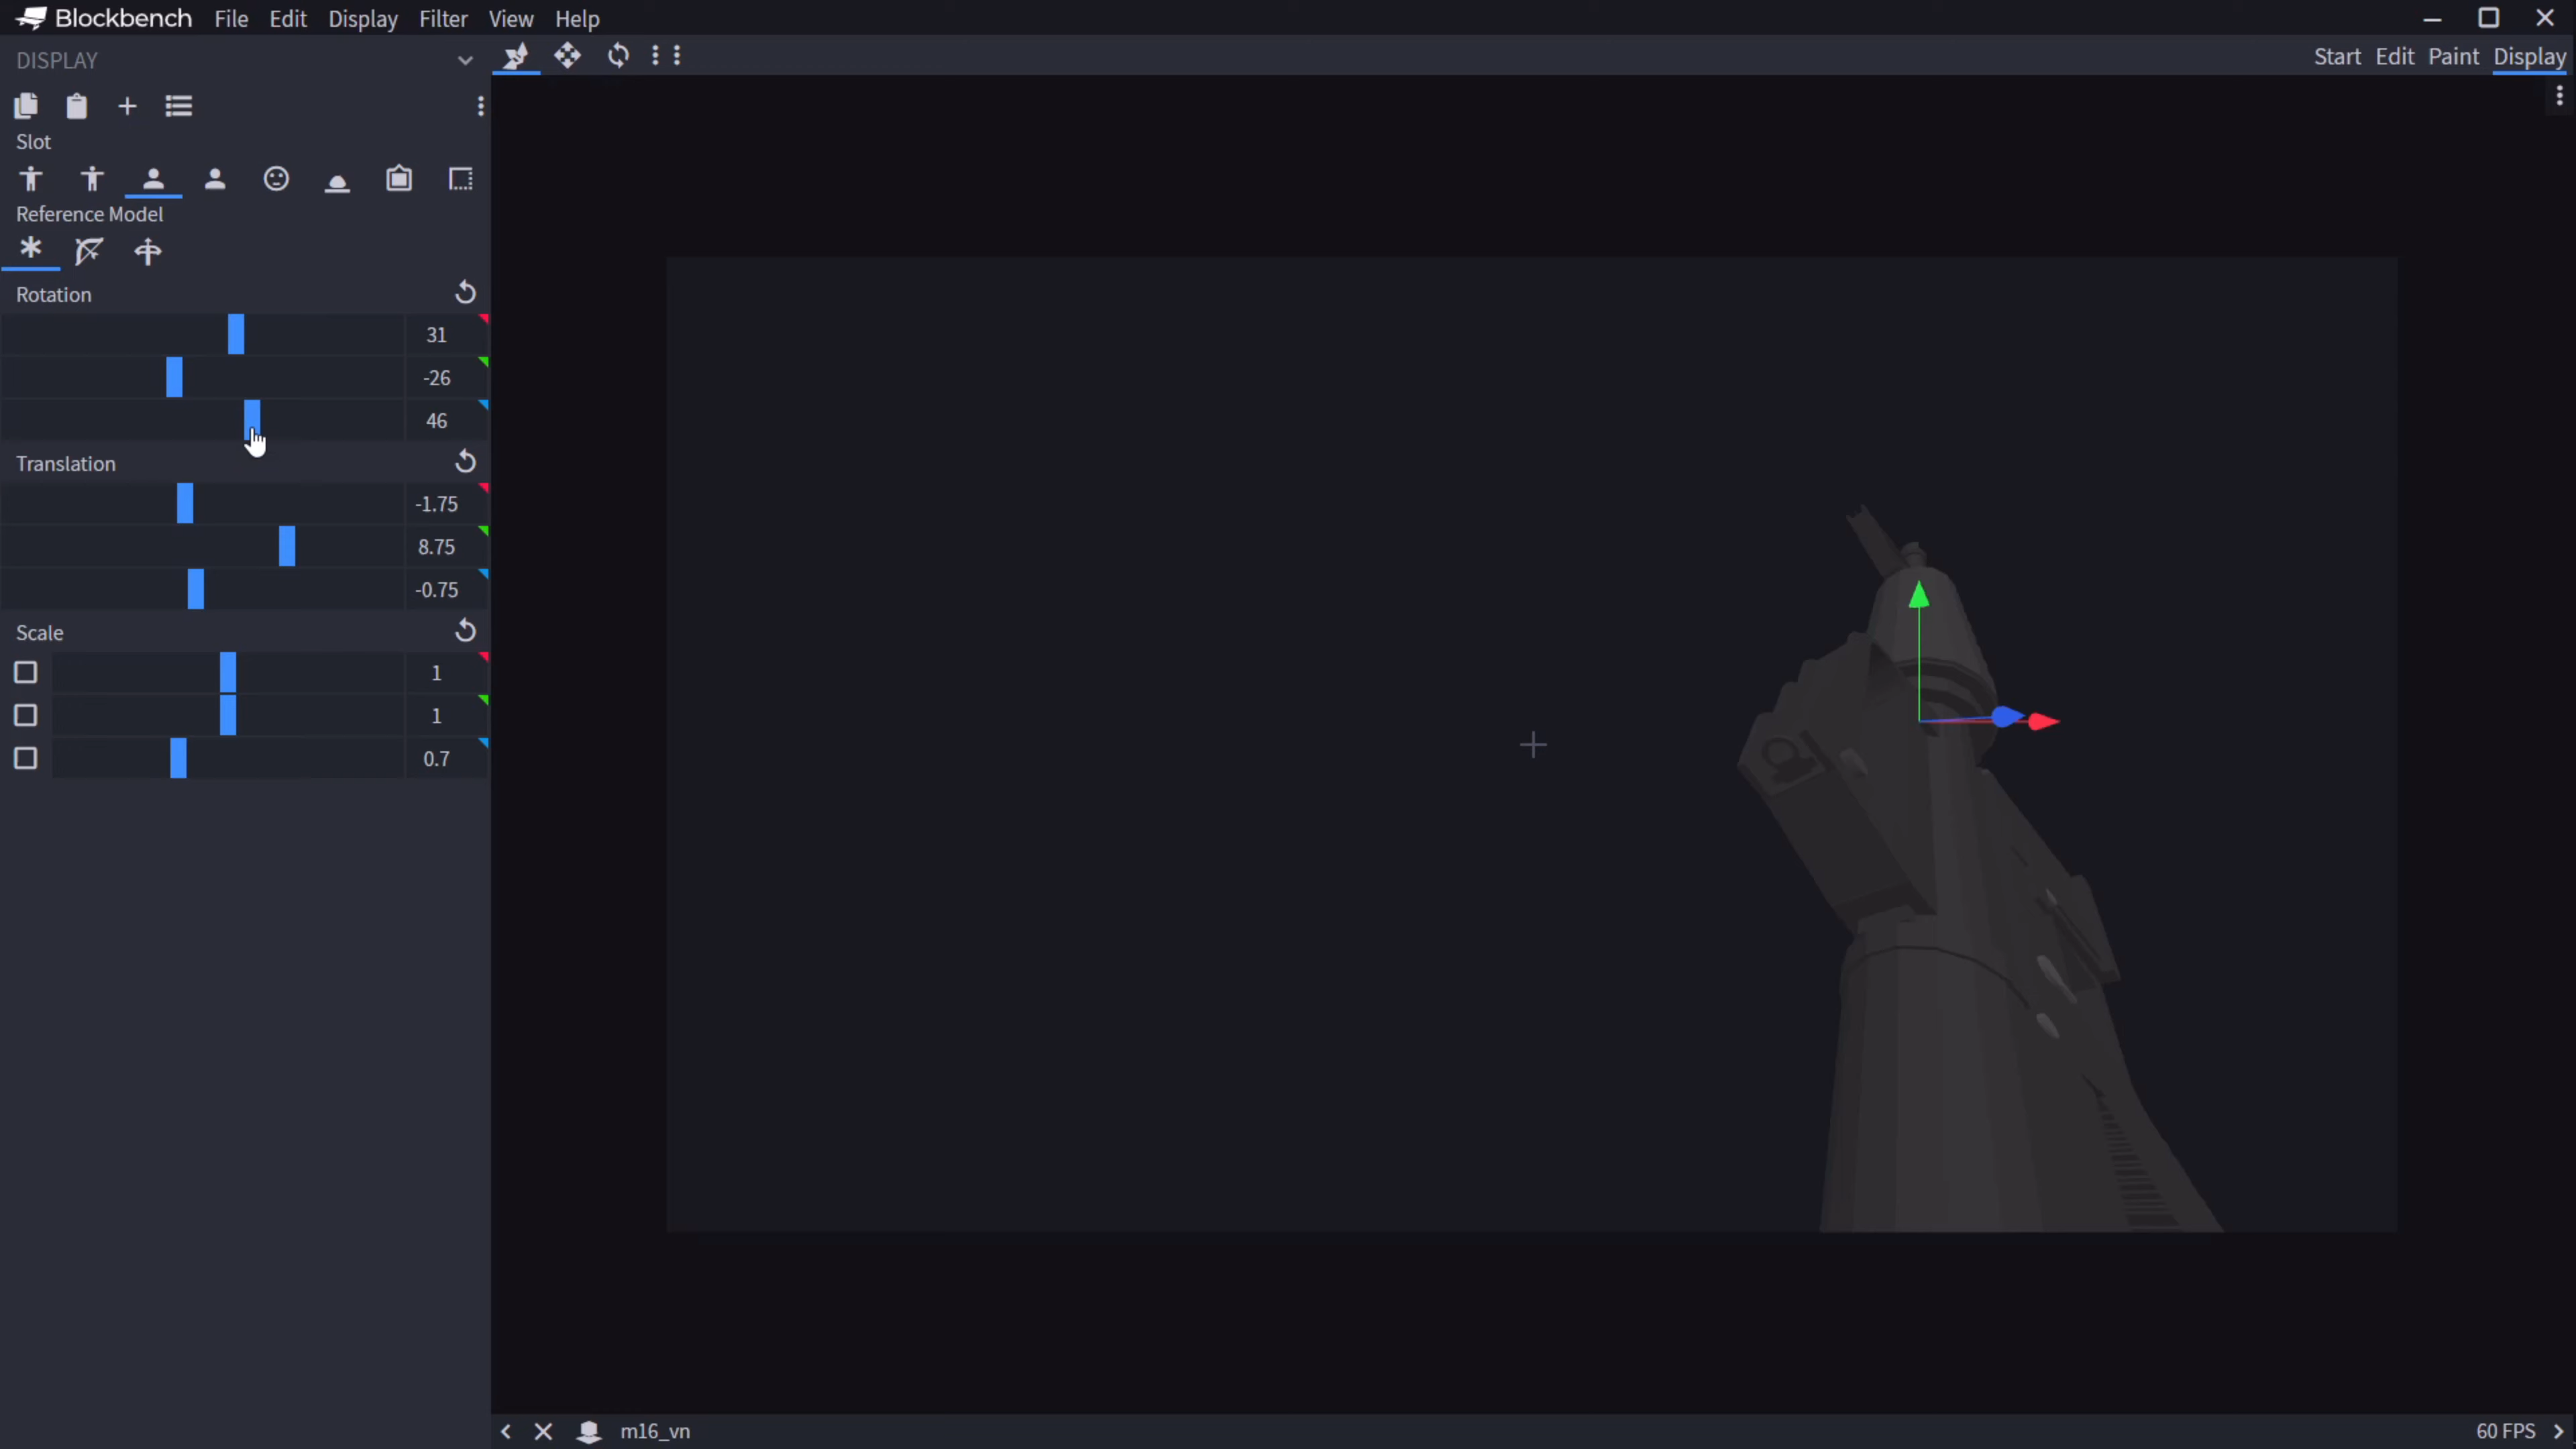 Blockbench File Edit Display Filter View Help
DISPLAY
Start Edit Paint Display
Slot
Reference Model
Rotation
31
-26
46
Translation
-1.75
8.75
-0.75
Scale
1
1
0.7
m16_vn
60 FPS